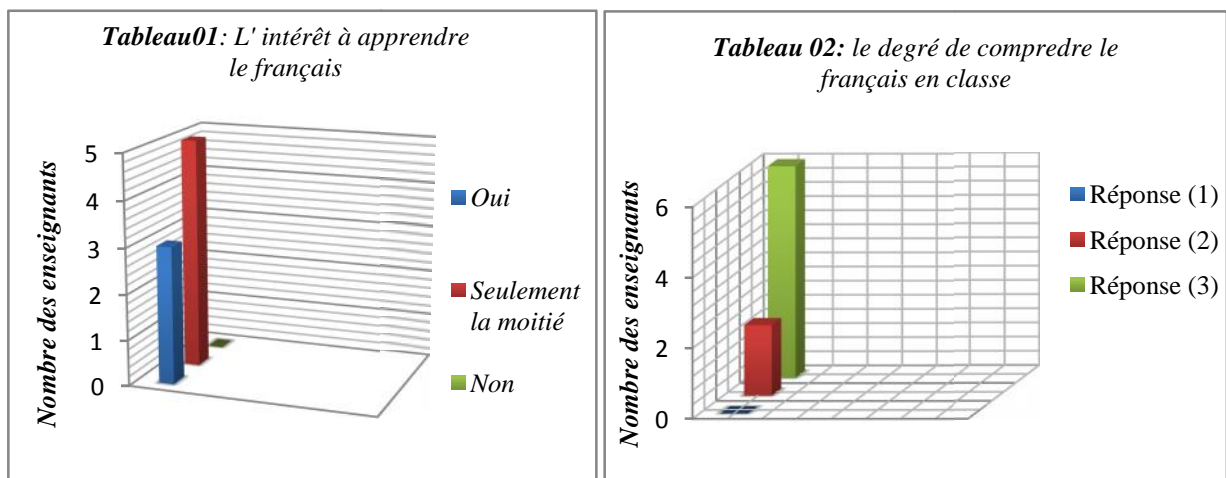 Tableau01: L' intérêt à apprendre
le français
Nombre des enseignants
5
4
3
2
1
0
Oui
Seulement
la moitié
Non
Tableau 02: le degré de compredre le
français en classe
Nombre des enseignants
6
4
2
0
Réponse (1)
Réponse (2)
Réponse (3)